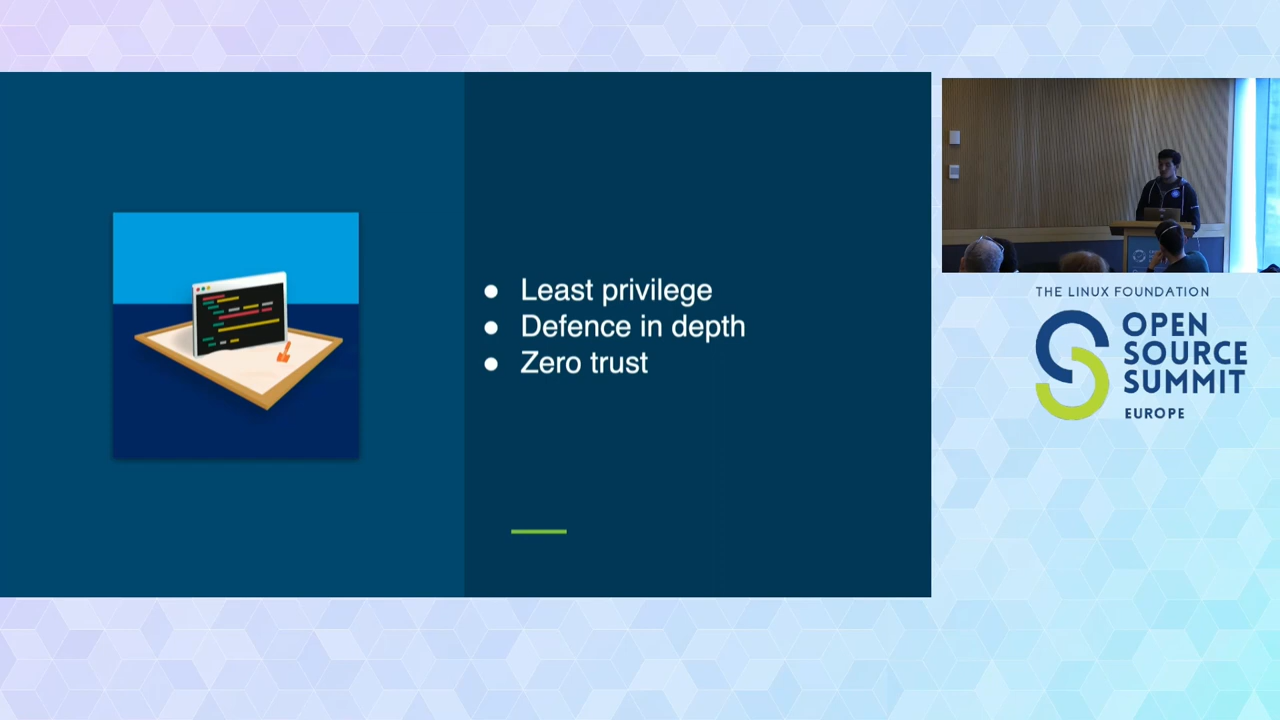 ● Least privilege
● Defence in depth
● Zero trust
THE LINUX FOUNDATION
OPEN
SOURCE
SUMMIT
EUROPE